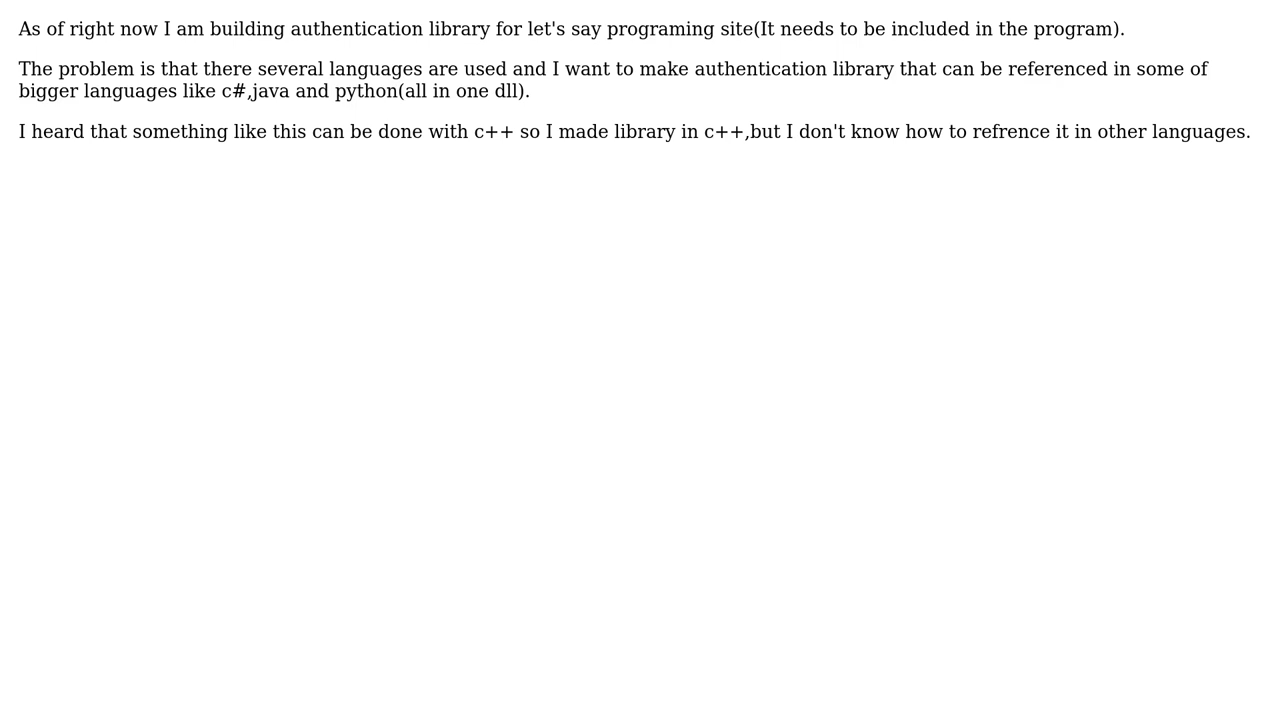 As of right now I am building authentication library for let's say programing site(It needs to be included in the program).
The problem is that there several languages are used and I want to make authentication library that can be referenced in some of
bigger languages like c#,java and python(all in one dll).
I heard that something like this can be done with c++ so I made library in c++,but I don't know how to refrence it in other languages.